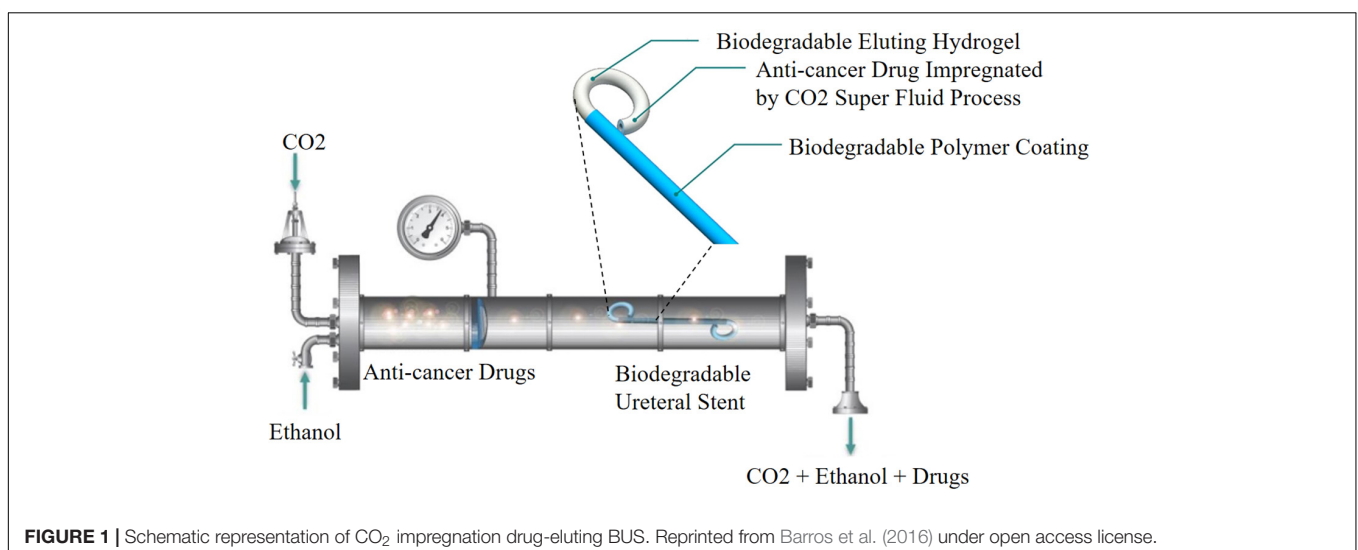 Biodegradable Eluting Hydrogel
Anti-cancer Drug Impregnated
by CO2 Super Fluid Process
Biodegradable Polymer Coating
CO2
Anti-cancer Drugs
Biodegradable
Ureteral Stent
Ethanol
CO2 + Ethanol + Drugs
FIGURE 1 | Schematic representation of CO₂ impregnation drug-eluting BUS. Reprinted from Barros et al. (2016) under open access license.